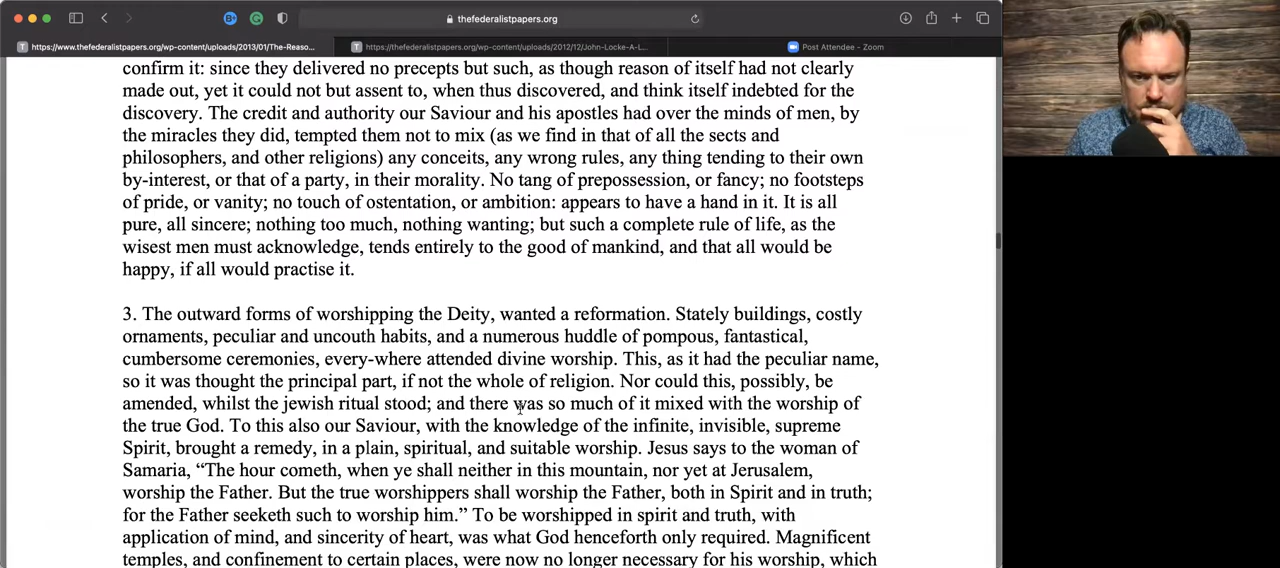 thefederalistpapers.org
https://www.thefederalistpapers.org/wp-content/uploads/2013/01/The-Reaso...
https://thefederalistpapers.org/wp-content/uploads/2012/12/John-Locke-A-L...
Post Attendee - Zoom
confirm it: since they delivered no precepts but such, as though reason of itself had not clearly
made out, yet it could not but assent to, when thus discovered, and think itself indebted for the
discovery. The credit and authority our Saviour and his apostles had over the minds of men, by
the miracles they did, tempted them not to mix (as we find in that of all the sects and
philosophers, and other religions) any conceits, any wrong rules, any thing tending to their own
by-interest, or that of a party, in their morality. No tang of prepossession, or fancy; no footsteps
of pride, or vanity; no touch of ostentation, or ambition: appears to have a hand in it. It is all
pure, all sincere; nothing too much, nothing wanting; but such a complete rule of life, as the
wisest men must acknowledge, tends entirely to the good of mankind, and that all would be
happy, if all would practise it.
3. The outward forms of worshipping the Deity, wanted a reformation. Stately buildings, costly
ornaments, peculiar and uncouth habits, and a numerous huddle of pompous, fantastical,
cumbersome ceremonies, every-where attended divine worship. This, as it had the peculiar name,
so it was thought the principal part, if not the whole of religion. Nor could this, possibly, be
amended, whilst the jewish ritual stood; and there was so much of it mixed with the worship of
the true God. To this also our Saviour, with the knowledge of the infinite, invisible, supreme
Spirit, brought a remedy, in a plain, spiritual, and suitable worship. Jesus says to the woman of
Samaria, “The hour cometh, when ye shall neither in this mountain, nor yet at Jerusalem,
worship the Father. But the true worshippers shall worship the Father, both in Spirit and in truth;
for the Father seeketh such to worship him.” To be worshipped in spirit and truth, with
application of mind, and sincerity of heart, was what God henceforth only required. Magnificent
temples, and confinement to certain places, were now no longer necessary for his worship, which